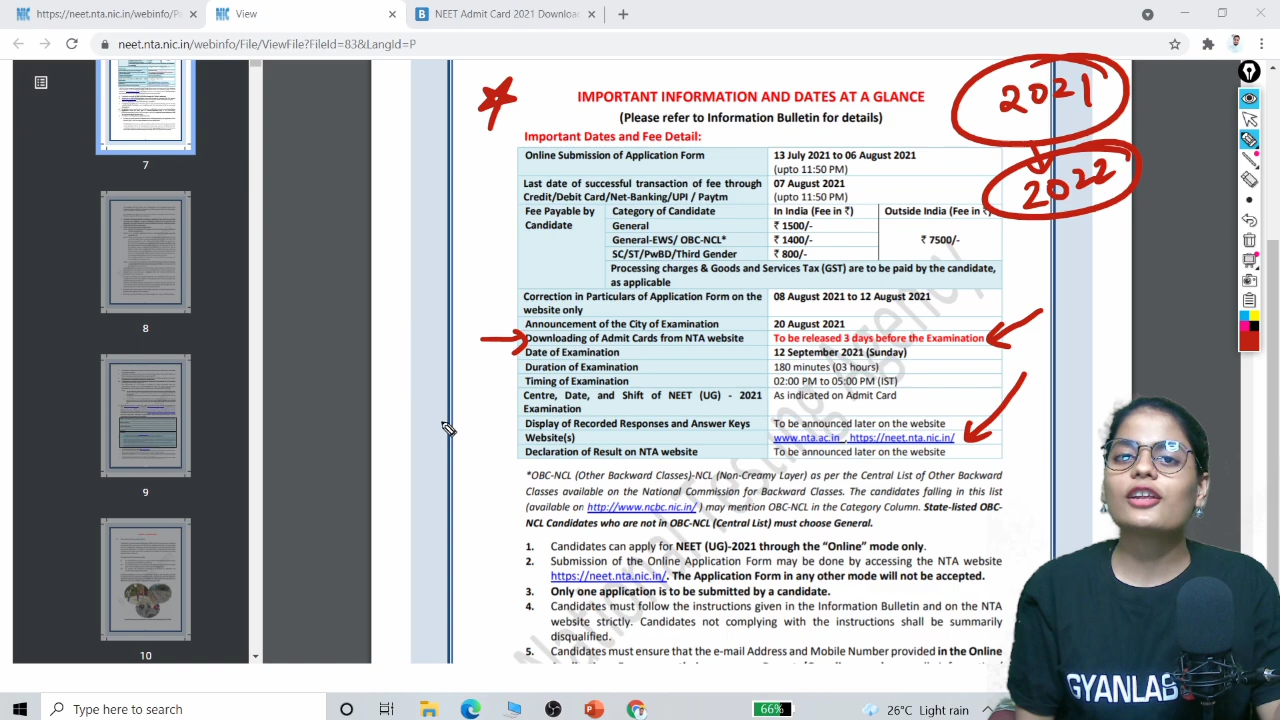 https://neet.nta.nic.in/webinfo/P
View
NEET Admit Card 2021 Downloa
neet.nta.nic.in/webinfo/File/ViewFile?FileId=83&LangId=P
7
8
9
10
2021
2022
IMPORTANT INFORMATION AND DATES AT A GLANCE
(Please refer to Information Bulletin for details)
Important Dates and Fee Detail:
Online Submission of Application Form 13 July 2021 to 06 August 2021
(upto 11:50 PM)
Last date of successful transaction of fee through 07 August 2021
Credit/Debit Card/Net-Banking/UPI / Paytm (upto 11:50 PM)
Fee Payable by Category of Candidate In India (Fee in ₹) Outside India (Fee in ₹)
Candidate General ₹ 1500/-
General-EWS/ OBC-NCL* ₹ 1400/- ₹ 7500/-
SC/ST/PwBD/Third Gender ₹ 800/-
Processing charges & Goods and Services Tax (GST) are to be paid by the candidate,
as applicable
Correction in Particulars of Application Form on the 08 August 2021 to 12 August 2021
website only
Announcement of the City of Examination 20 August 2021
Downloading of Admit Cards from NTA website To be released 3 days before the Examination
Date of Examination 12 September 2021 (Sunday)
Duration of Examination 180 minutes (03 hours)
Timing of Examination 02:00 PM to 05:00 PM (IST)
Centre, Date, and Shift of NEET (UG) - 2021 As indicated on Admit Card
Examination
Display of Recorded Responses and Answer Keys To be announced later on the website
Website(s) www.nta.ac.in , https://neet.nta.nic.in/
Declaration of Result on NTA website To be announced later on the website
*OBC-NCL (Other Backward Classes)-NCL (Non-Creamy Layer) as per the Central List of Other Backward
Classes available on the National Commission for Backward Classes. The candidates falling in this list
(available on http://www.ncbc.nic.in/ ) may mention OBC-NCL in the Category Column. State-listed OBC-
NCL Candidates who are not in OBC-NCL (Central List) must choose General.
1. Candidates can apply for NEET (UG)-2021 through the “Online” mode only.
2. Submission of the Online Application Form may be done by accessing the NTA website
https://neet.nta.nic.in/. The Application Form in any other mode will not be accepted.
3. Only one application is to be submitted by a candidate.
4. Candidates must follow the instructions given in the Information Bulletin and on the NTA
website strictly. Candidates not complying with the instructions shall be summarily
disqualified.
5. Candidates must ensure that the e-mail Address and Mobile Number provided in the Online
National Testing Agency
GYANLAB
Type here to search
66%
26°C Light rain